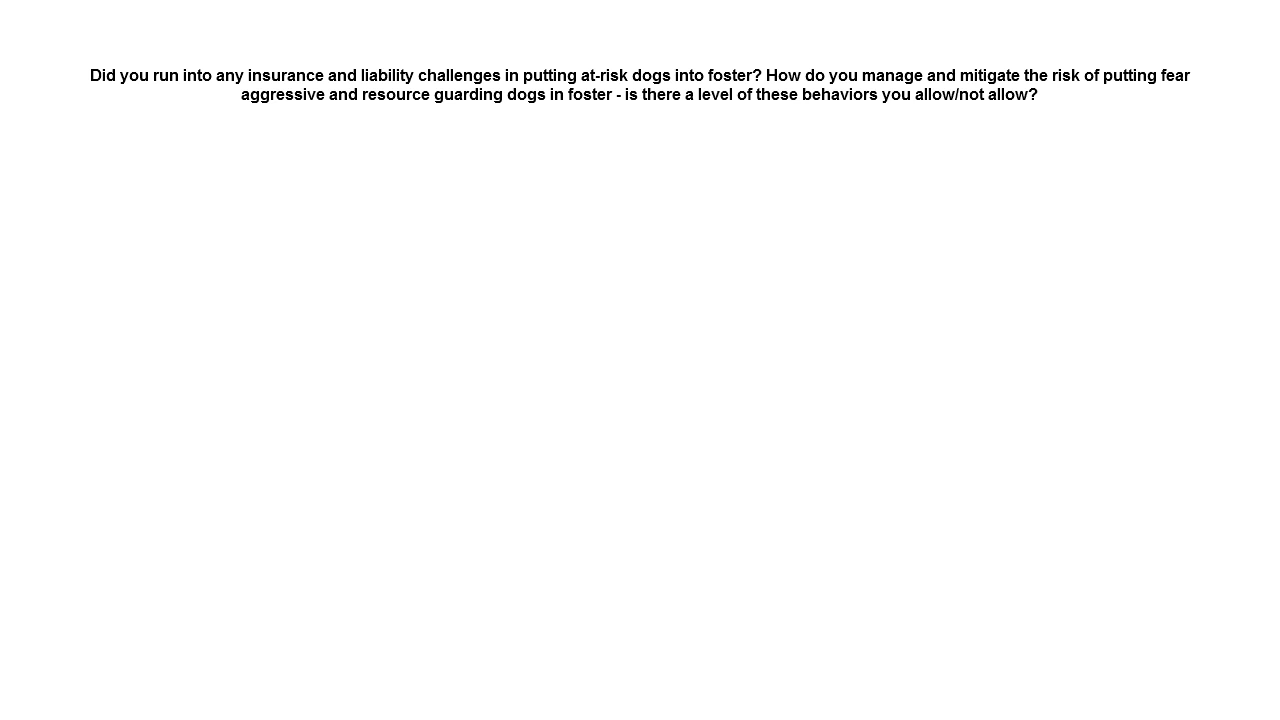 Did you run into any insurance and liability challenges in putting at-risk dogs into foster? How do you manage and mitigate the risk of putting fear
aggressive and resource guarding dogs in foster - is there a level of these behaviors you allow/not allow?